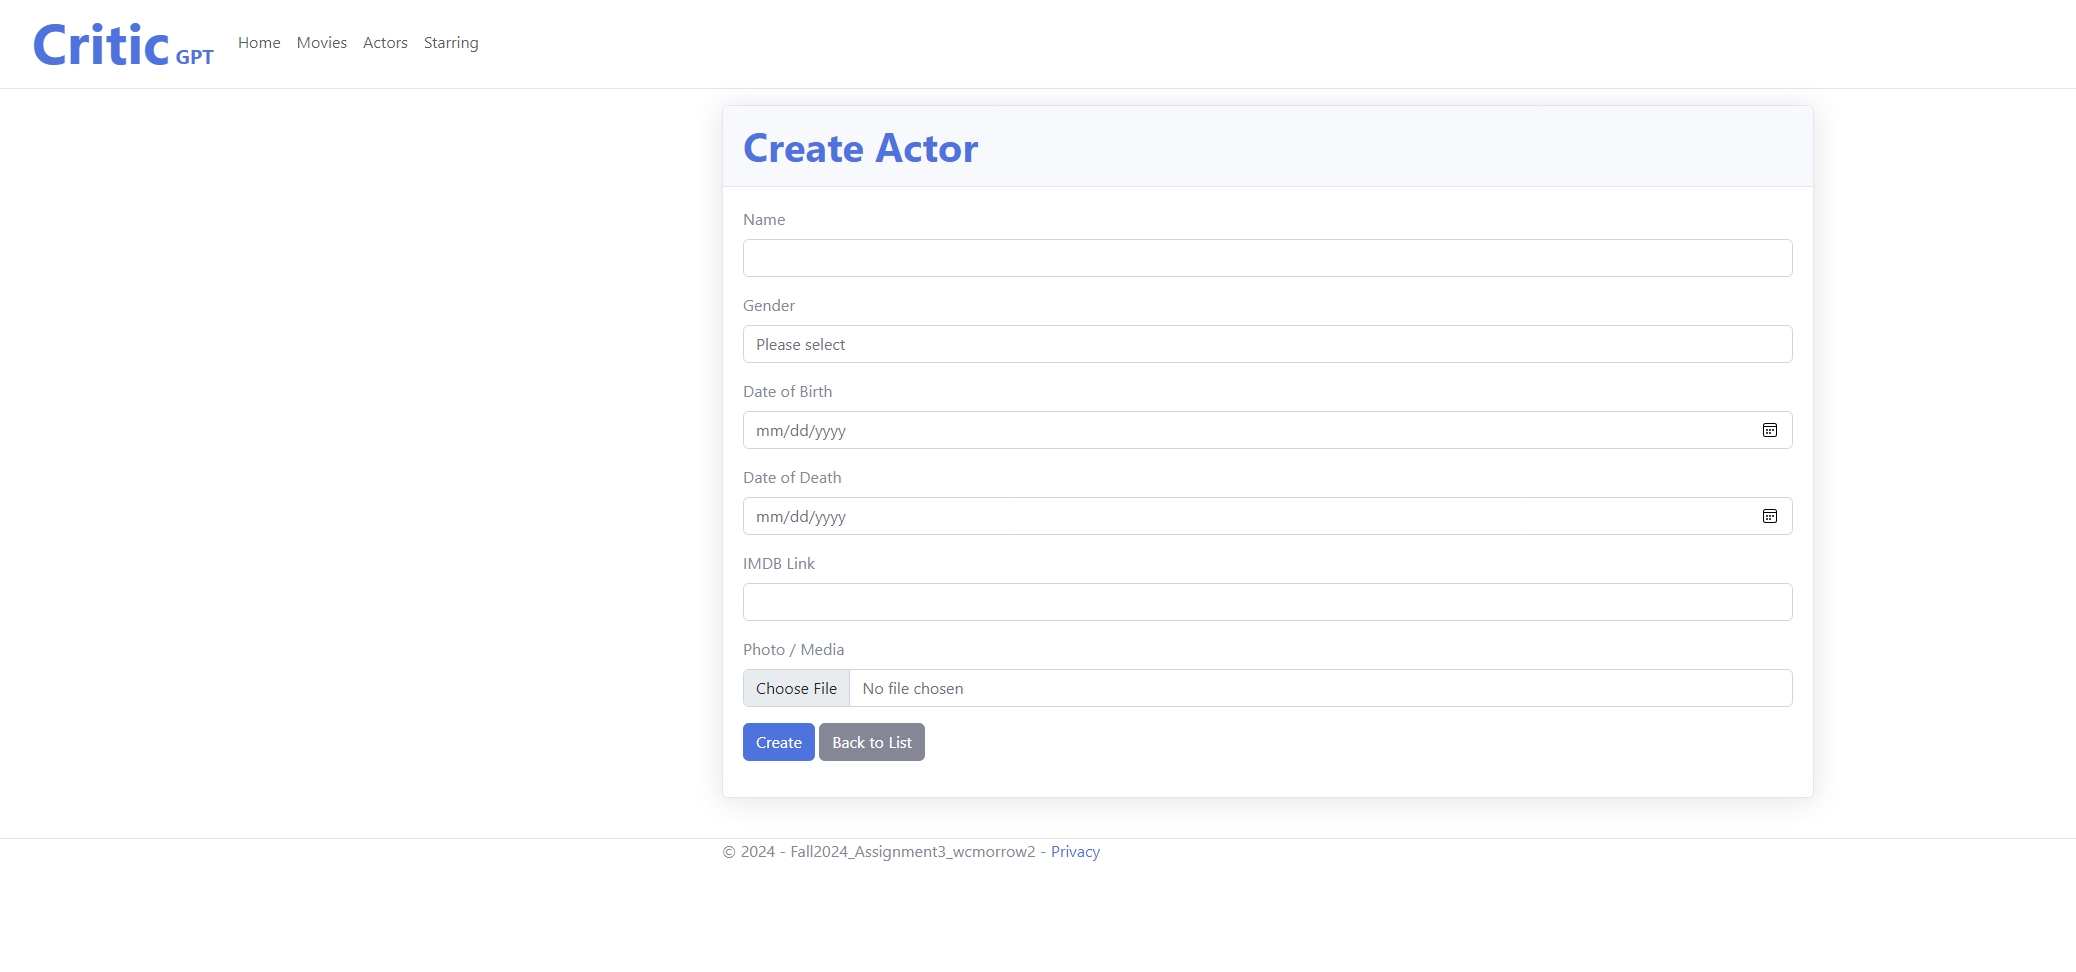 Critic GPT Home Movies Actors Starring
Create Actor
Name
Gender
Please select
Date of Birth
mm/dd/yyyy
Date of Death
mm/dd/yyyy
IMDB Link
Photo / Media
Choose File No file chosen
Create Back to List
© 2024 - Fall2024_Assignment3_wcmorrow2 - Privacy